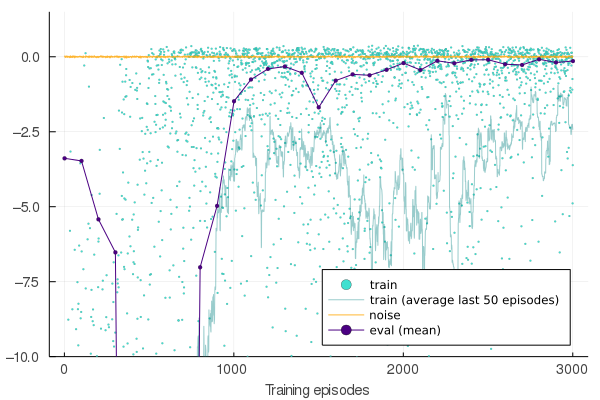 0.0
−2.5
−5.0
−7.5
−10.0
train
train (average last 50 episodes)
noise
eval (mean)
0 1000 2000 3000
Training episodes